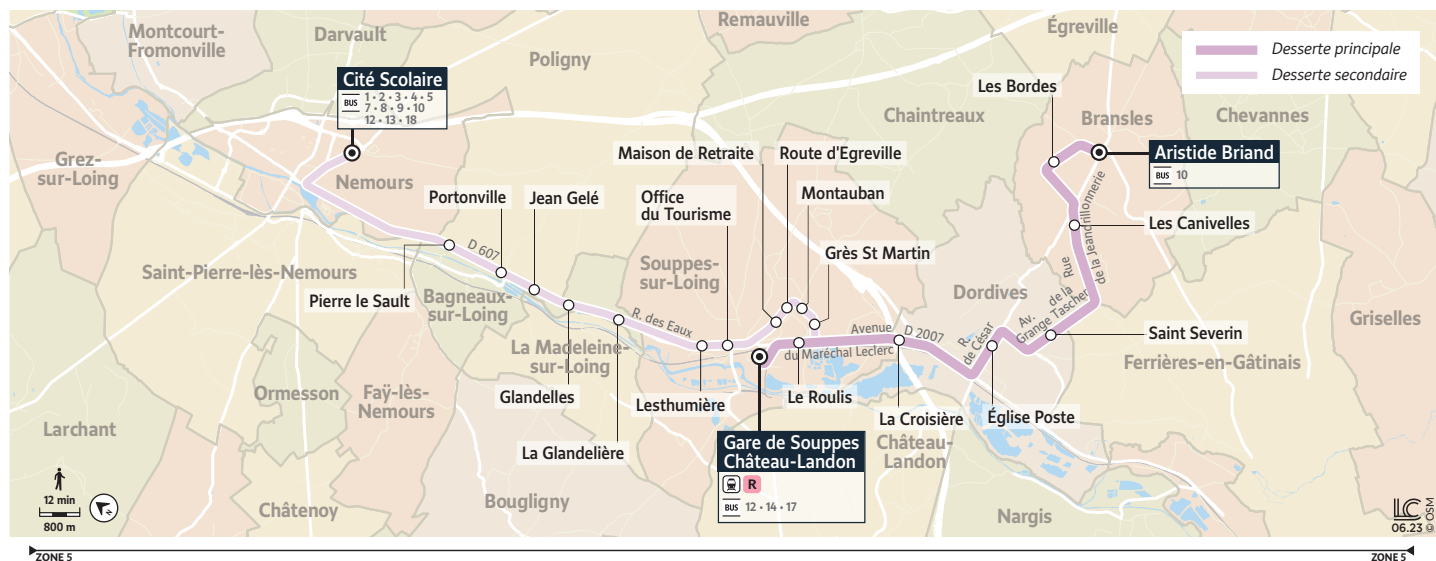 Montcourt-
Fromonville
Darvault
Poligny
Remauville
Égreville
Desserte principale
Desserte secondaire
Cité Scolaire
BUS 1 • 2 • 3 • 4 • 5
7 • 8 • 9 • 10
12 • 13 • 18
Les Bordes
Chaintreaux
Bransles
Chevannes
Grez-
sur-Loing
Nemours
Maison de Retraite
Route d'Egreville
Aristide Briand
BUS 10
Portonville
Jean Gelé
Office
du Tourisme
Montauban
Les Canivelles
Rue
de la Jeancrillonnerie
D 607
Grès St Martin
Saint-Pierre-lès-Nemours
Souppes-
sur-Loing
Dordives
Pierre le Sault
Bagneaux-
sur-Loing
R. des Eaux
Avenue
du Maréchal Leclerc
D 2007
R.
de César
Av. de la
Grange Tascher
Saint Severin
Griselles
La Madeleine-
sur-Loing
Ferrières-en-Gâtinais
Ormesson
Faÿ-lès-
Nemours
Glandelles
Lesthumière
Le Roulis
La Croisière
Église Poste
Larchant
La Glandelière
Gare de Souppes
Château-Landon
R
BUS 12 • 14 • 17
Château-
Landon
12 min
800 m
Châtenoy
Bougligny
Nargis
LC
06.23 © OSM
ZONE 5
ZONE 5